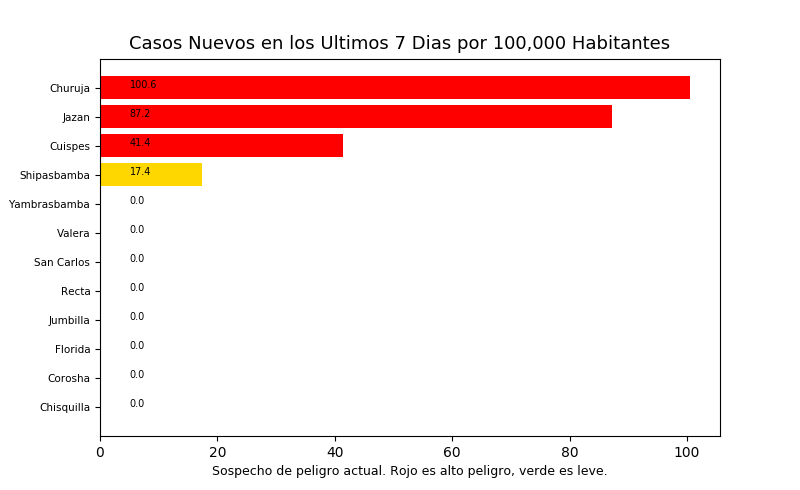 Casos Nuevos en los Ultimos 7 Dias por 100,000 Habitantes
Churuja 100.6
Jazan 87.2
Cuispes 41.4
Shipasbamba 17.4
Yambrasbamba 0.0
Valera 0.0
San Carlos 0.0
Recta 0.0
Jumbilla 0.0
Florida 0.0
Corosha 0.0
Chisquilla 0.0
0 20 40 60 80 100
Sospecho de peligro actual. Rojo es alto peligro, verde es leve.